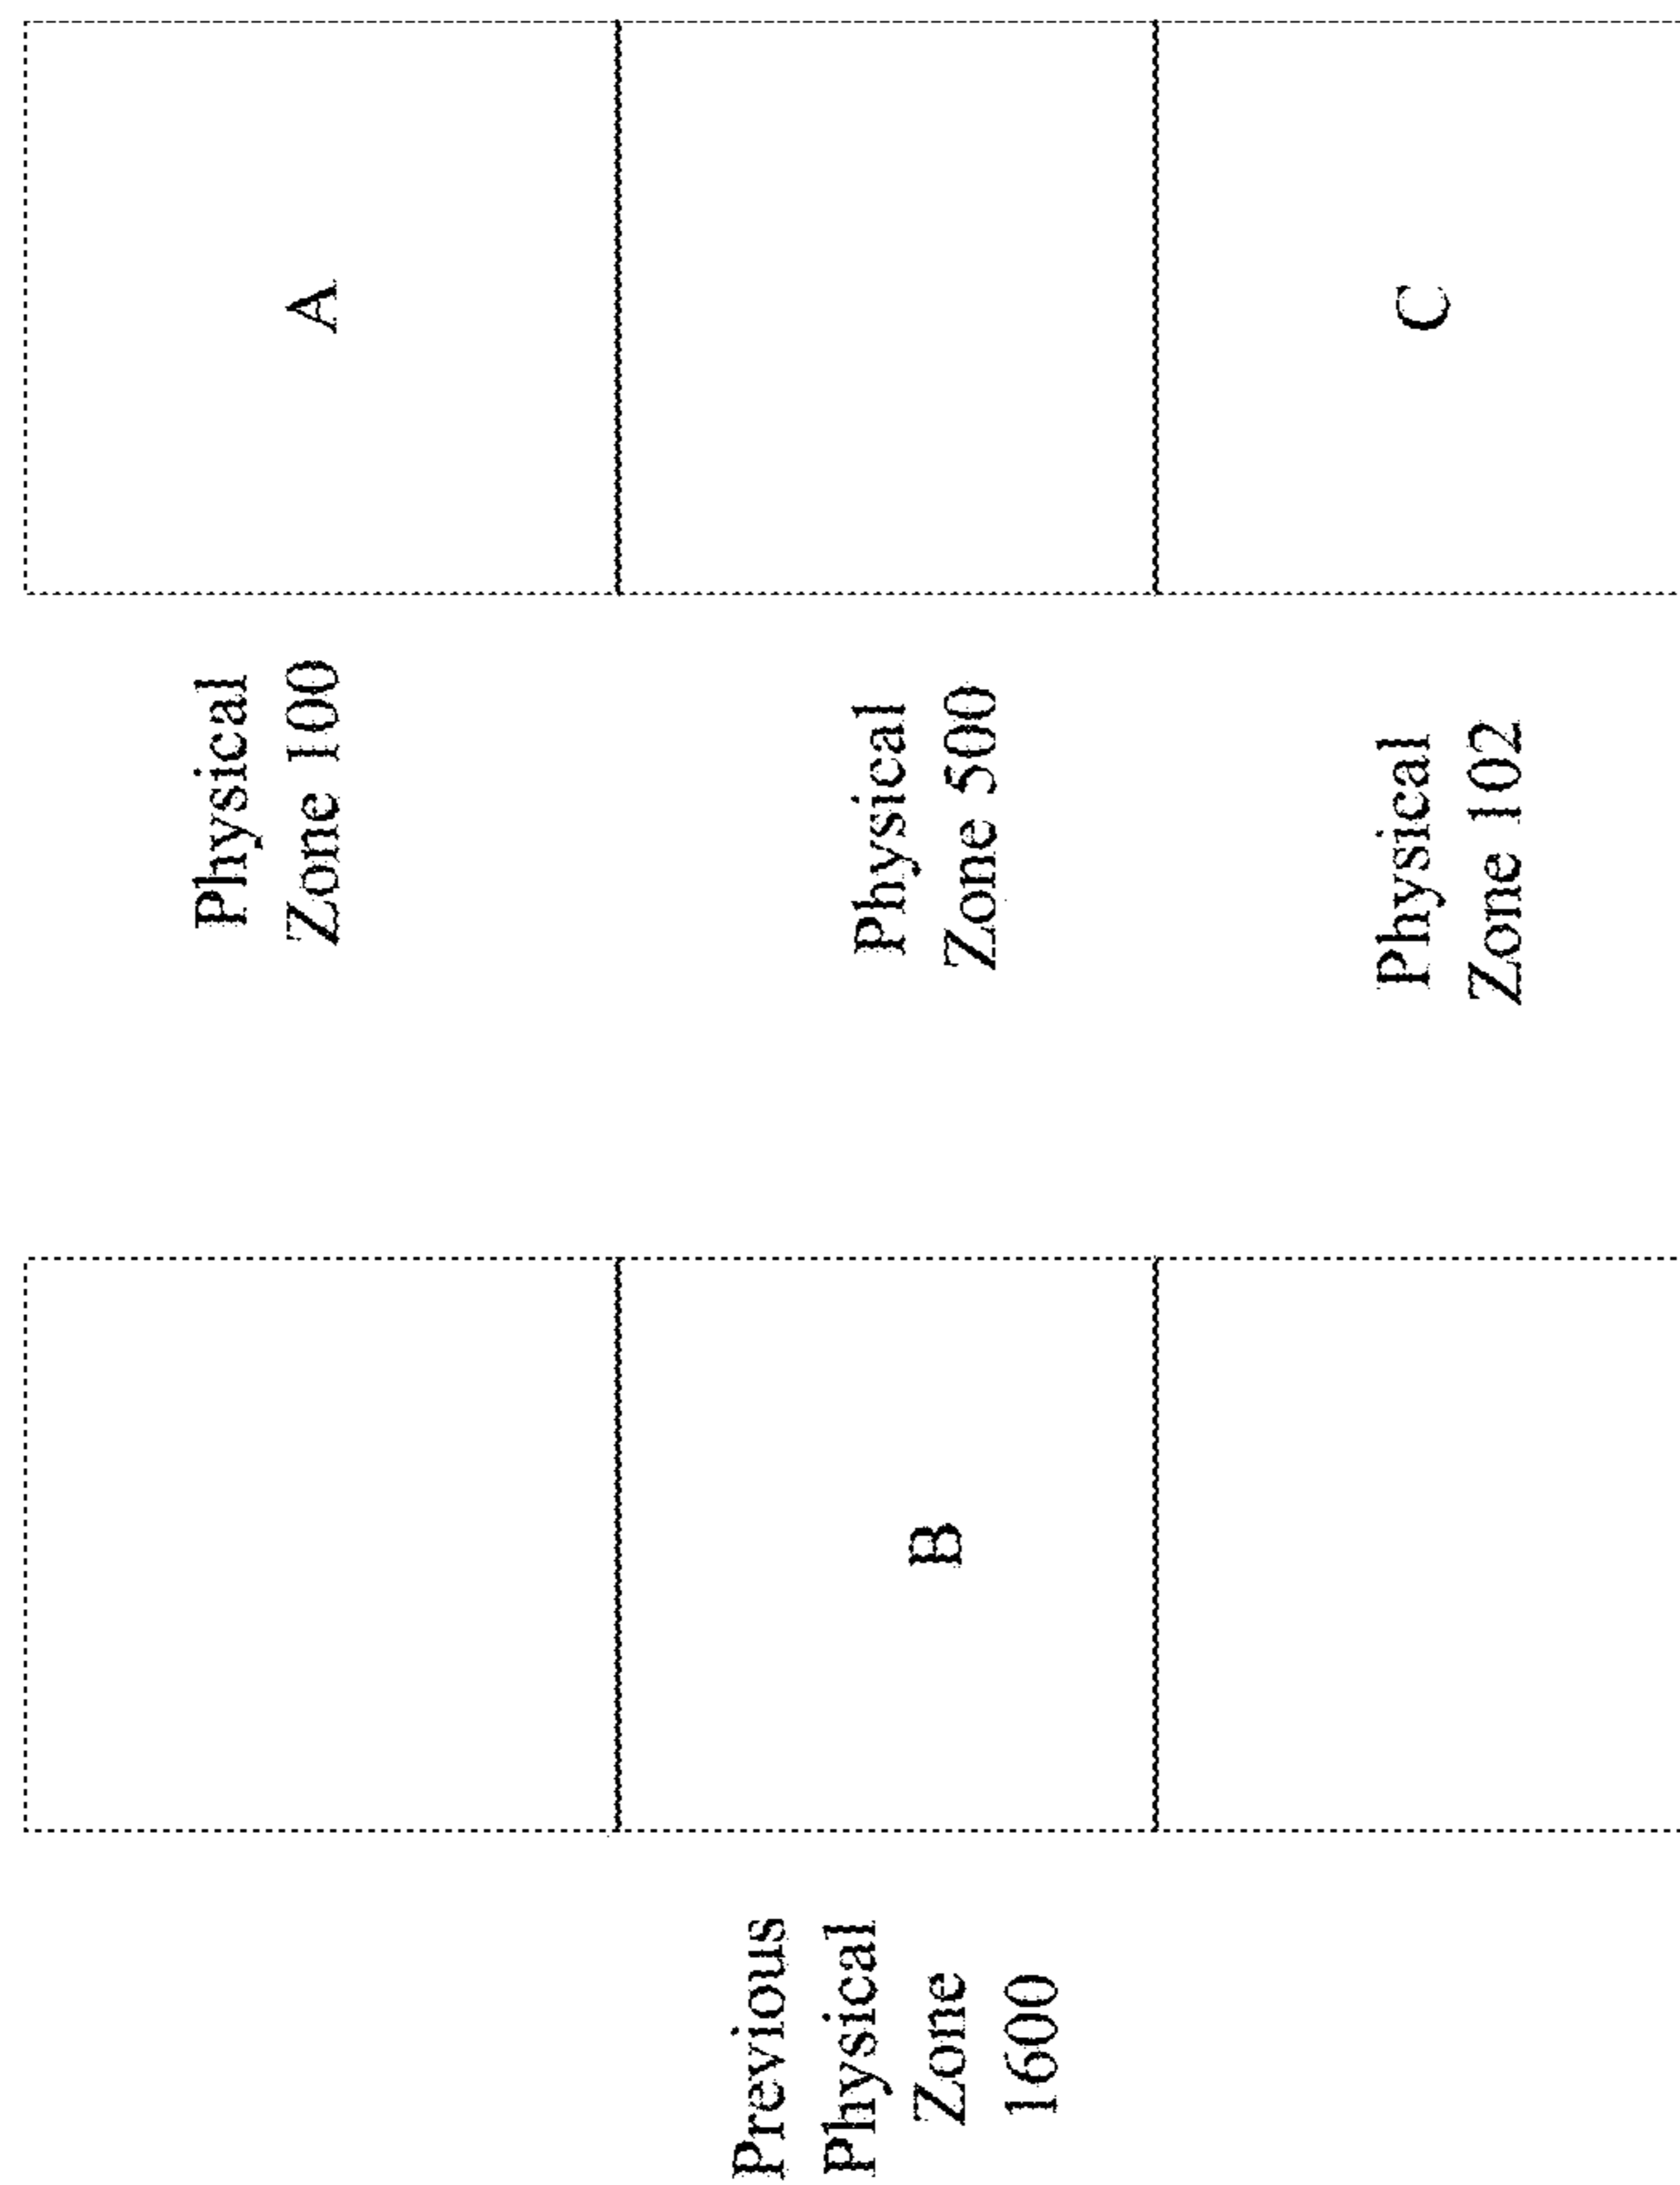 Physical
Zone 100
A
Previous
Physical
Zone
1600
B
Physical
Zone 500
Physical
Zone 102
C